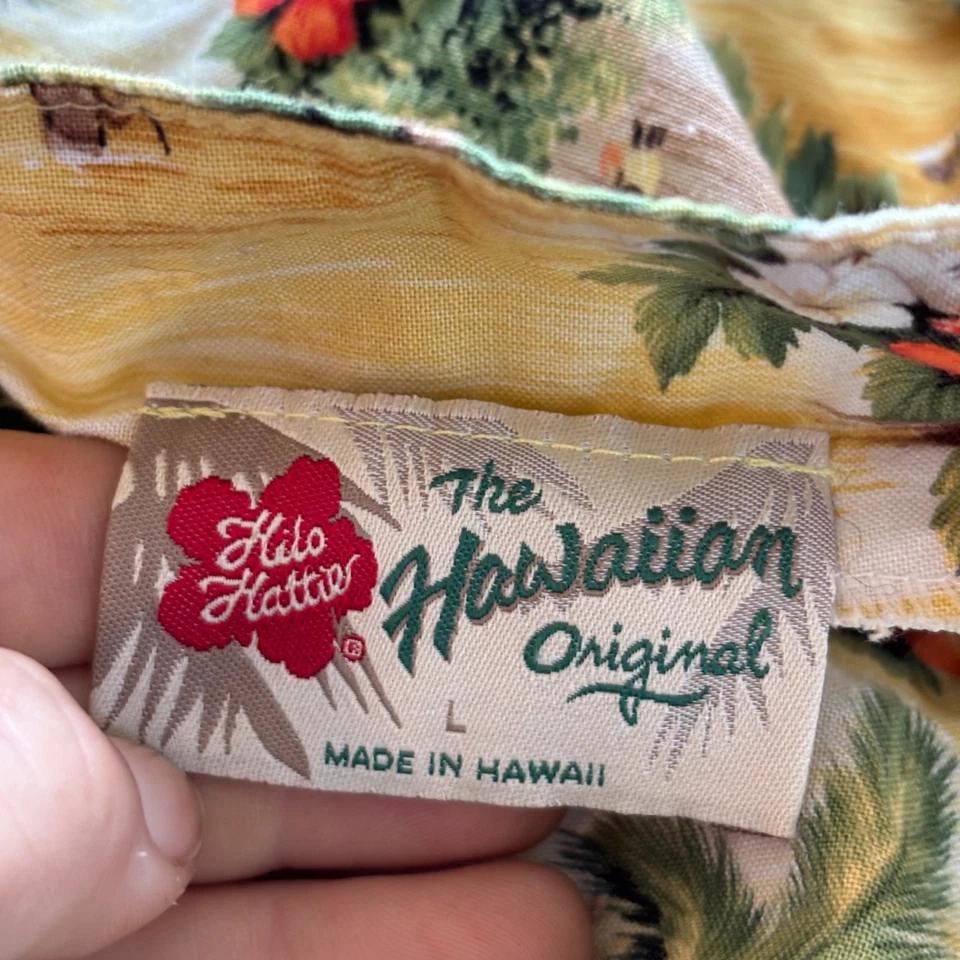 Hilo
Hattie
®
The
Hawaiian
Original
L
MADE IN HAWAII